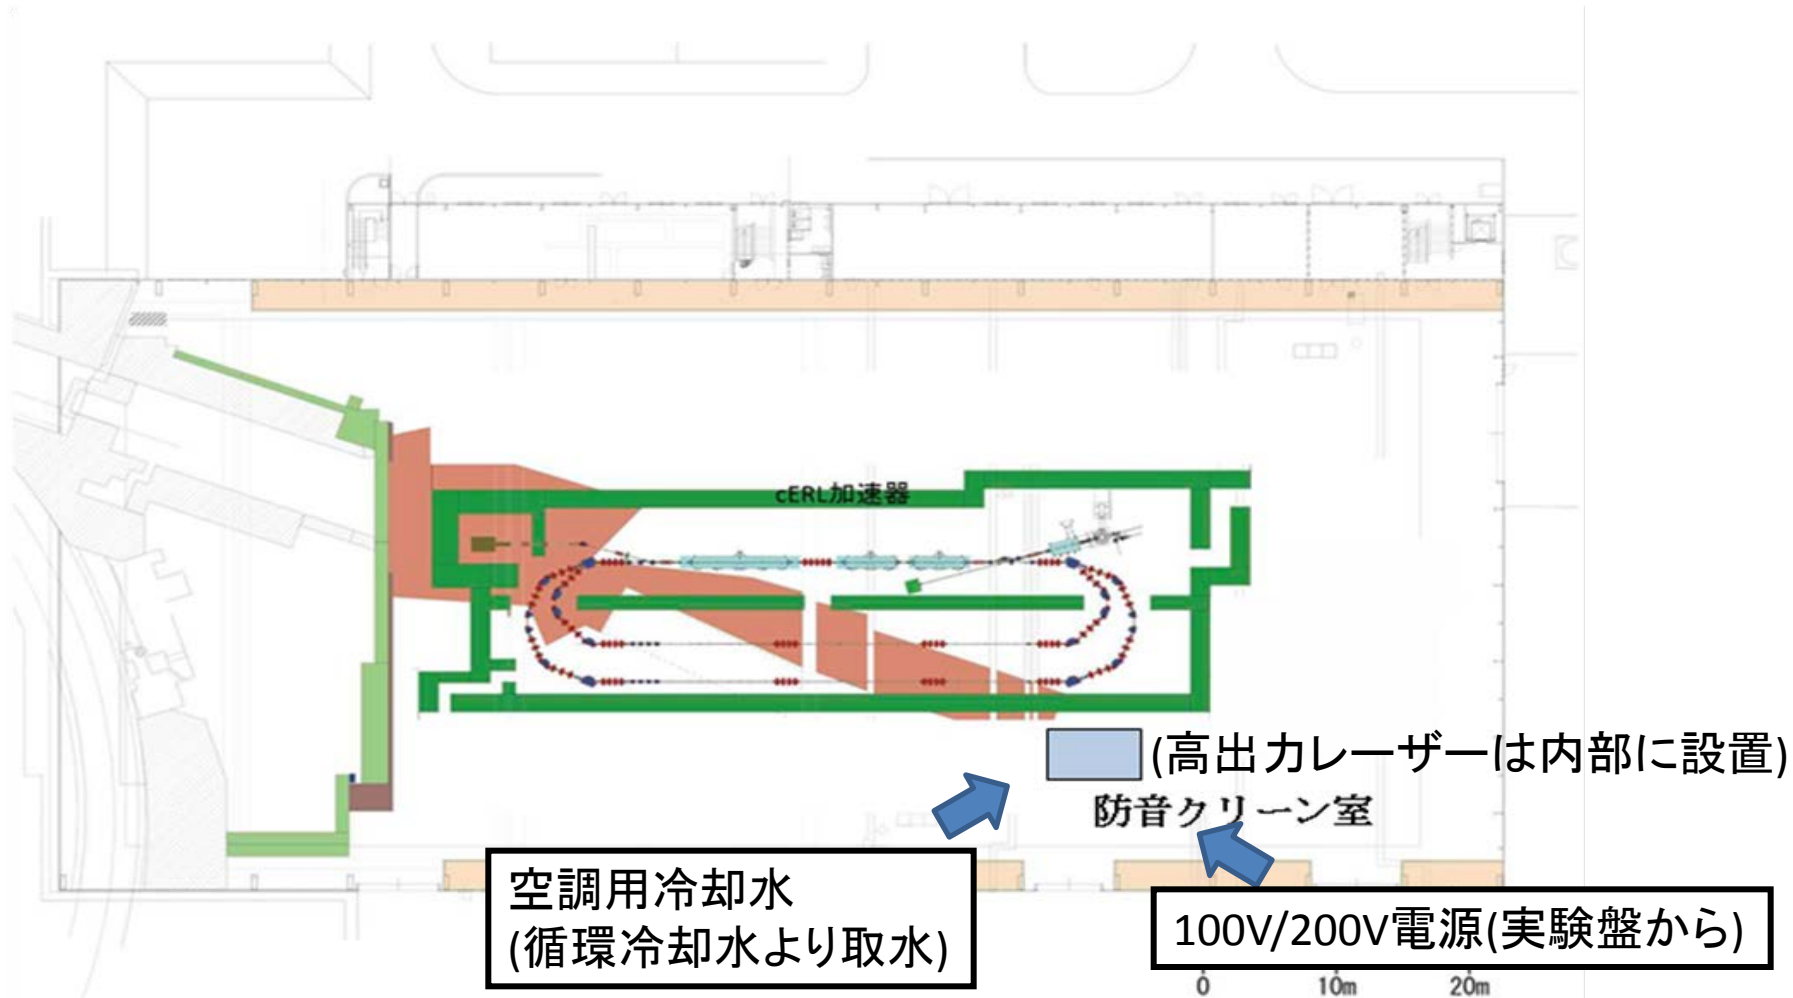 cERL加速器
(高出力レーザーは内部に設置)
防音クリーン室
空調用冷却水
(循環冷却水より取水)
100V/200V電源(実験盤から)
0 10m 20m